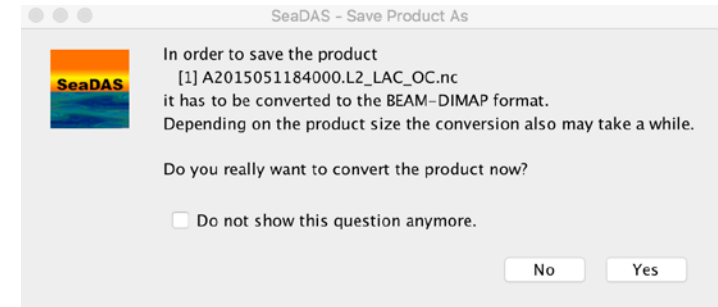 SeaDAS - Save Product As
SeaDAS
In order to save the product
[1] A2015051184000.L2_LAC_OC.nc
it has to be converted to the BEAM-DIMAP format.
Depending on the product size the conversion also may take a while.
Do you really want to convert the product now?
Do not show this question anymore.
No
Yes